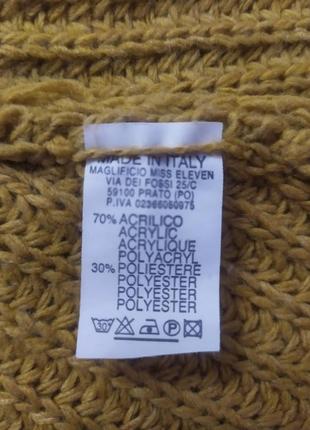 MADE IN ITALY
MAGLIFICIO MISS ELEVEN
VIA DEI FOSSI 25/C
59100 PRATO (PO)
P.IVA 02366060975
70% ACRILICO
ACRYLIC
ACRYLIQUE
POLYACRYL
30% POLIESTERE
POLYESTER
POLYESTER
POLYESTER
30 P